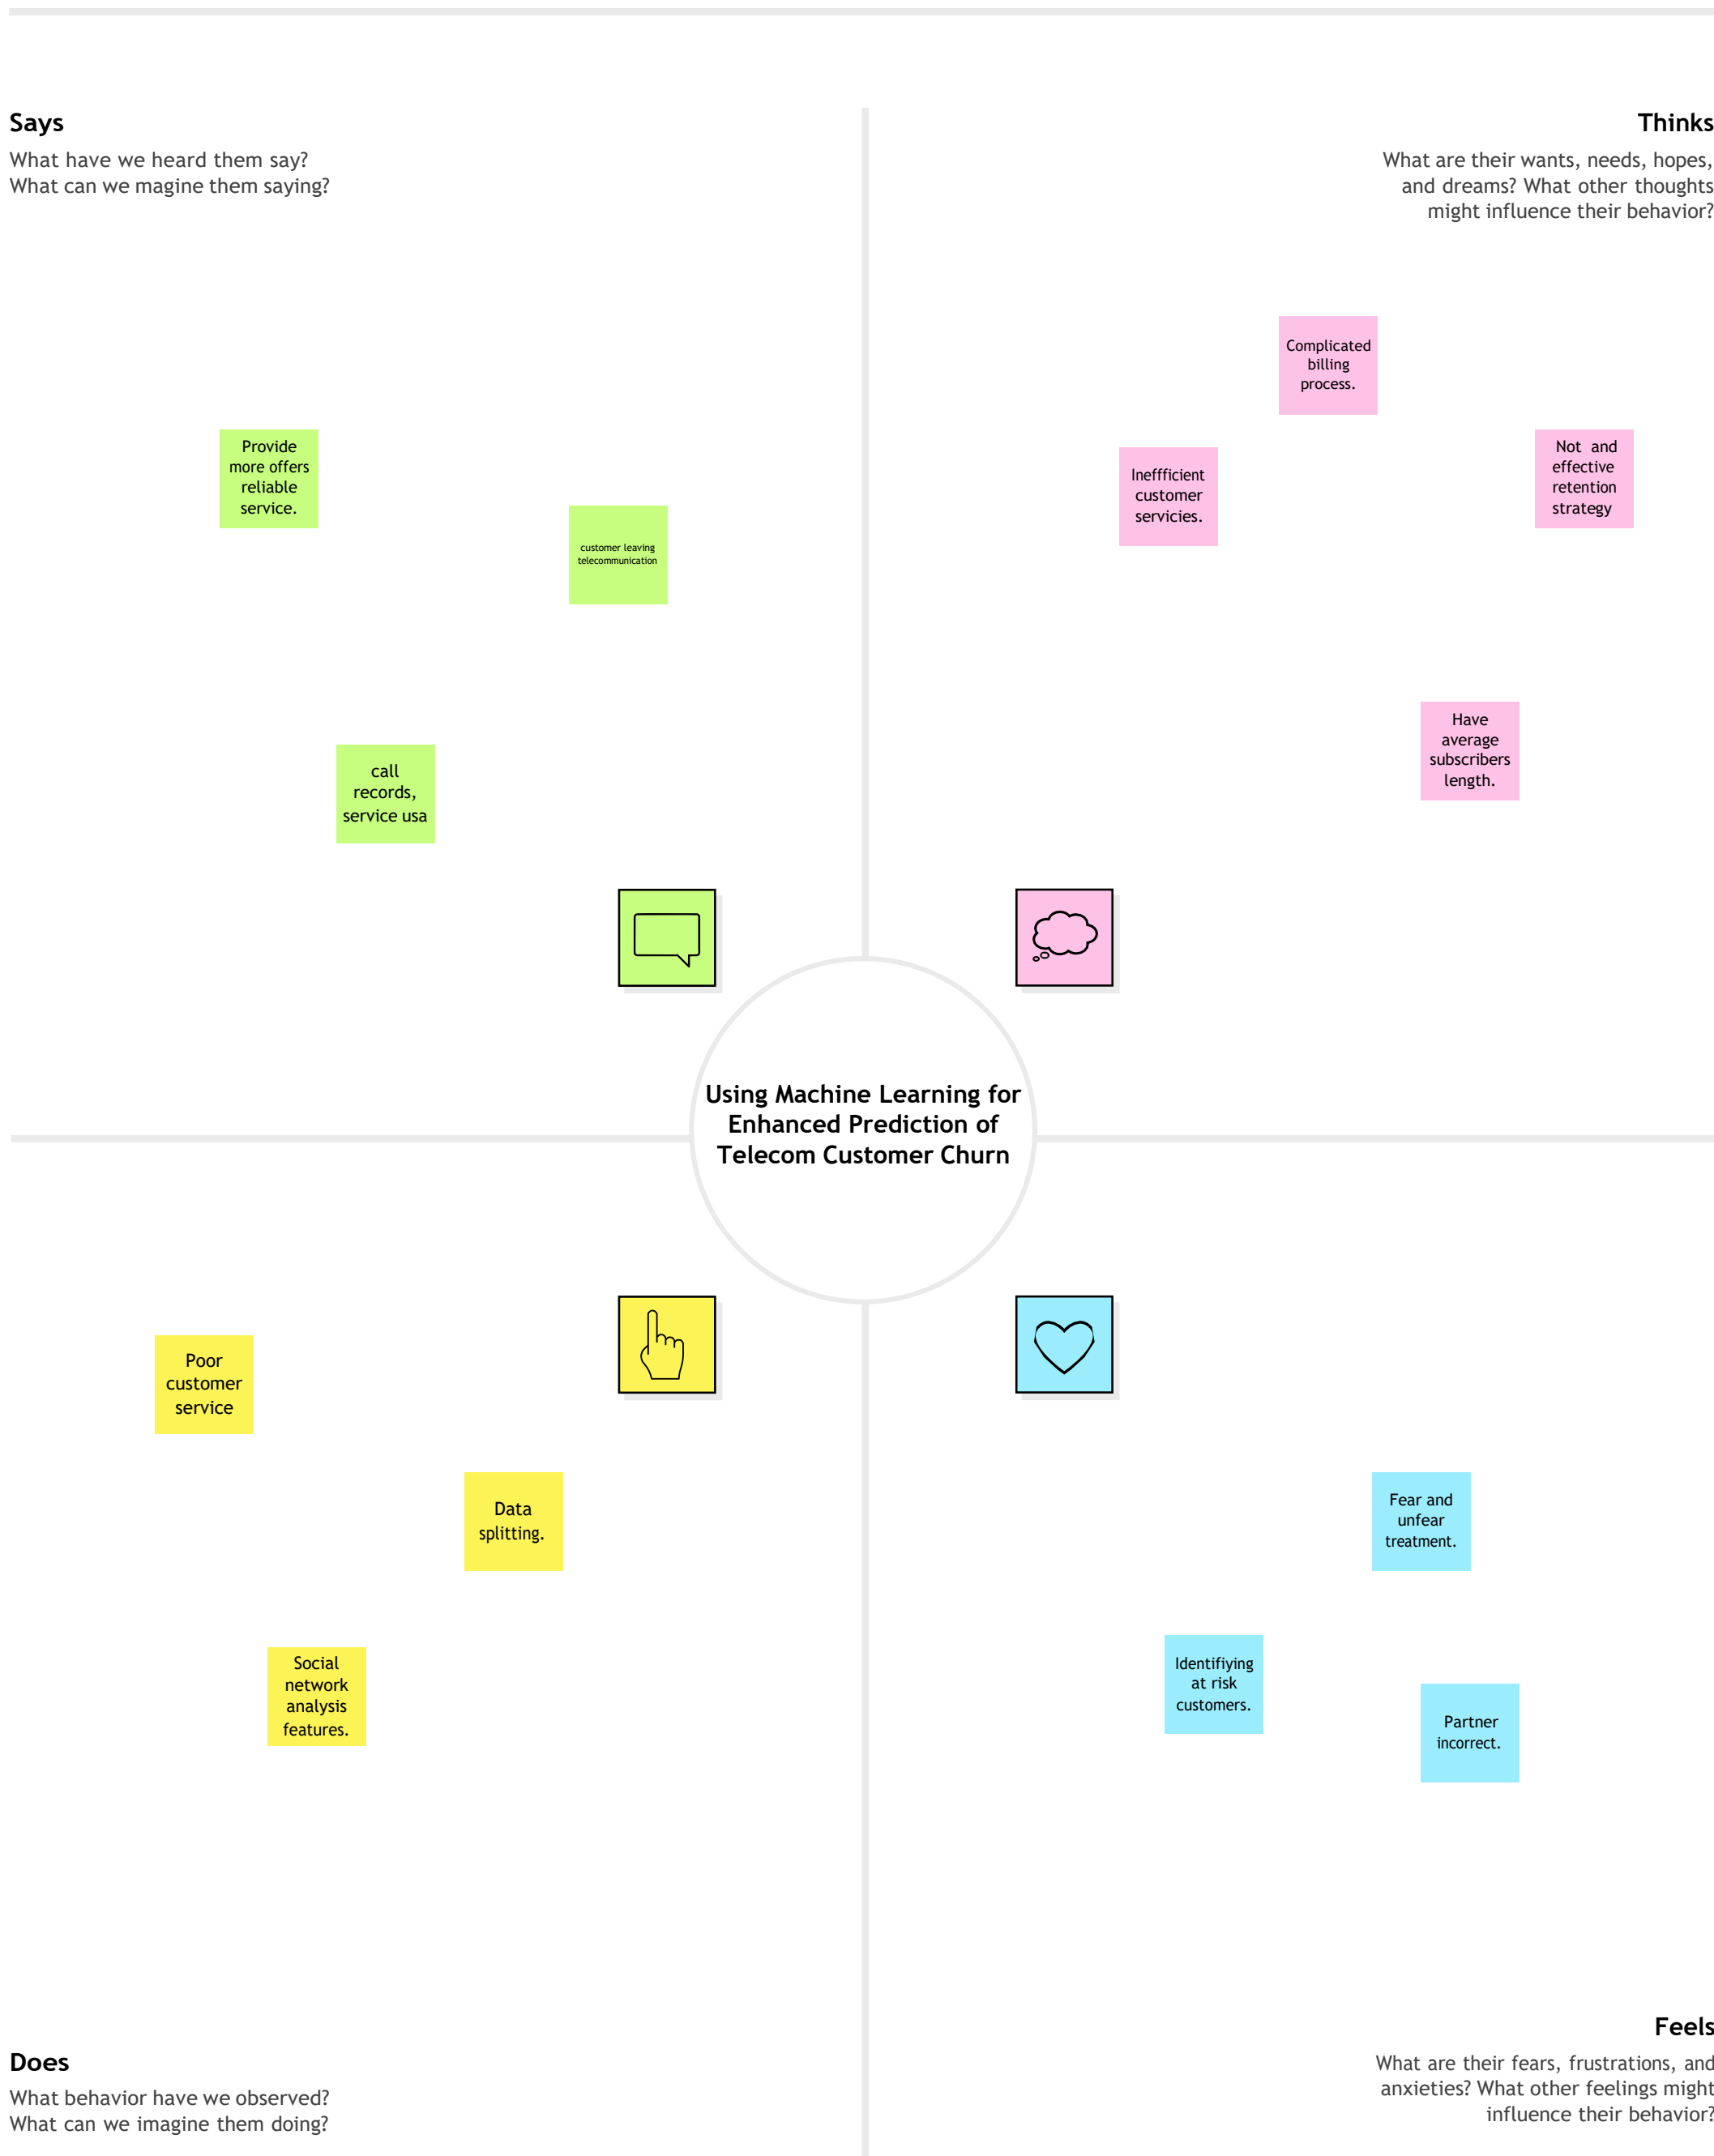 Says
What have we heard them say?
What can we magine them saying?
Thinks
What are their wants, needs, hopes,
and dreams? What other thoughts
might influence their behavior?
Provide
more offers
reliable
service.
customer leaving
telecommunication
call
records,
service usa
Complicated
billing
process.
Ineffficient
customer
servicies.
Not and
effective
retention
strategy
Have
average
subscribers
length.
Using Machine Learning for
Enhanced Prediction of
Telecom Customer Churn
Poor
customer
service
Data
splitting.
Social
network
analysis
features.
Fear and
unfear
treatment.
Identifiying
at risk
customers.
Partner
incorrect.
Does
What behavior have we observed?
What can we imagine them doing?
Feels
What are their fears, frustrations, and
anxieties? What other feelings might
influence their behavior?